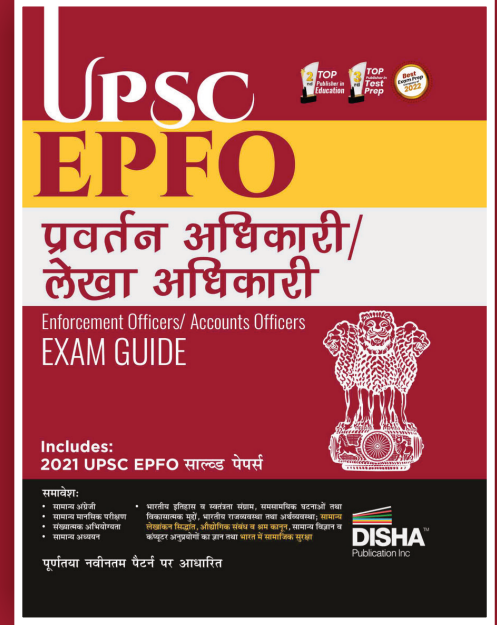 UPSC
TOP
Publisher in
Education
TOP
Publisher in
Test
Prep
Best
Exam Prep
2022
EPFO
प्रवर्तन अधिकारी/
लेखा अधिकारी
Enforcement Officers/ Accounts Officers
EXAM GUIDE
Includes:
2021 UPSC EPFO साल्व्ड पेपर्स
समावेश:
• सामान्य अंग्रेजी
• सामान्य मानसिक परीक्षण
• संख्यात्मक अभियोग्यता
• सामान्य अध्ययन
• भारतीय इतिहास व स्वतंत्रता संग्राम, समसामयिक घटनाओं तथा
विकासात्मक मुद्दों, भारतीय राजव्यवस्था तथा अर्थव्यवस्था; सामान्य
लेखांकन सिद्धांत, औद्योगिक संबंध व श्रम कानून, सामान्य विज्ञान व
कंप्यूटर अनुप्रयोगों का ज्ञान तथा भारत में सामाजिक सुरक्षा
DISHA™
Publication Inc
पूर्णतया नवीनतम पैटर्न पर आधारित